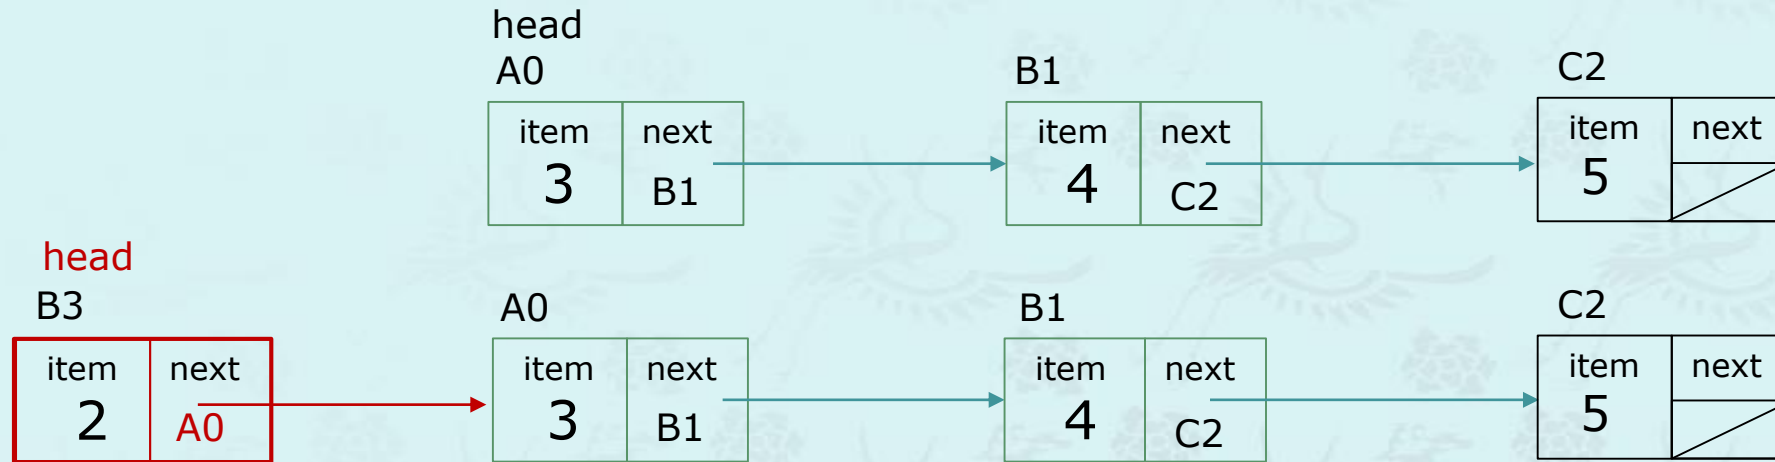 head
A0 B1 C2
item next item next item next
3 B1 4 C2 5
head
B3 A0 B1 C2
item next item next item next item next
2 A0 3 B1 4 C2 5